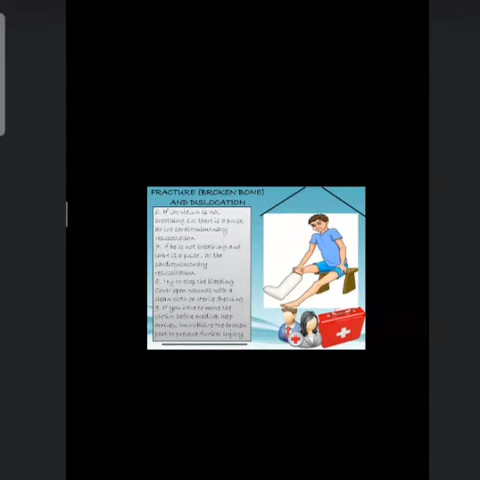 FRACTURE (BROKEN BONE)
AND DISLOCATION
6. If the victim is not
breathing but there is a pulse,
do cardiopulmonary
resuscitation
7. If he is not breathing and
there is a pulse, do the
cardiopulmonary
resuscitation
8. Try to stop the bleeding
Cover open wounds with a
clean cloth or sterile dressing
9. If you have to move the
victim before medical help
arrives, immobilize the broken
part to prevent further injury